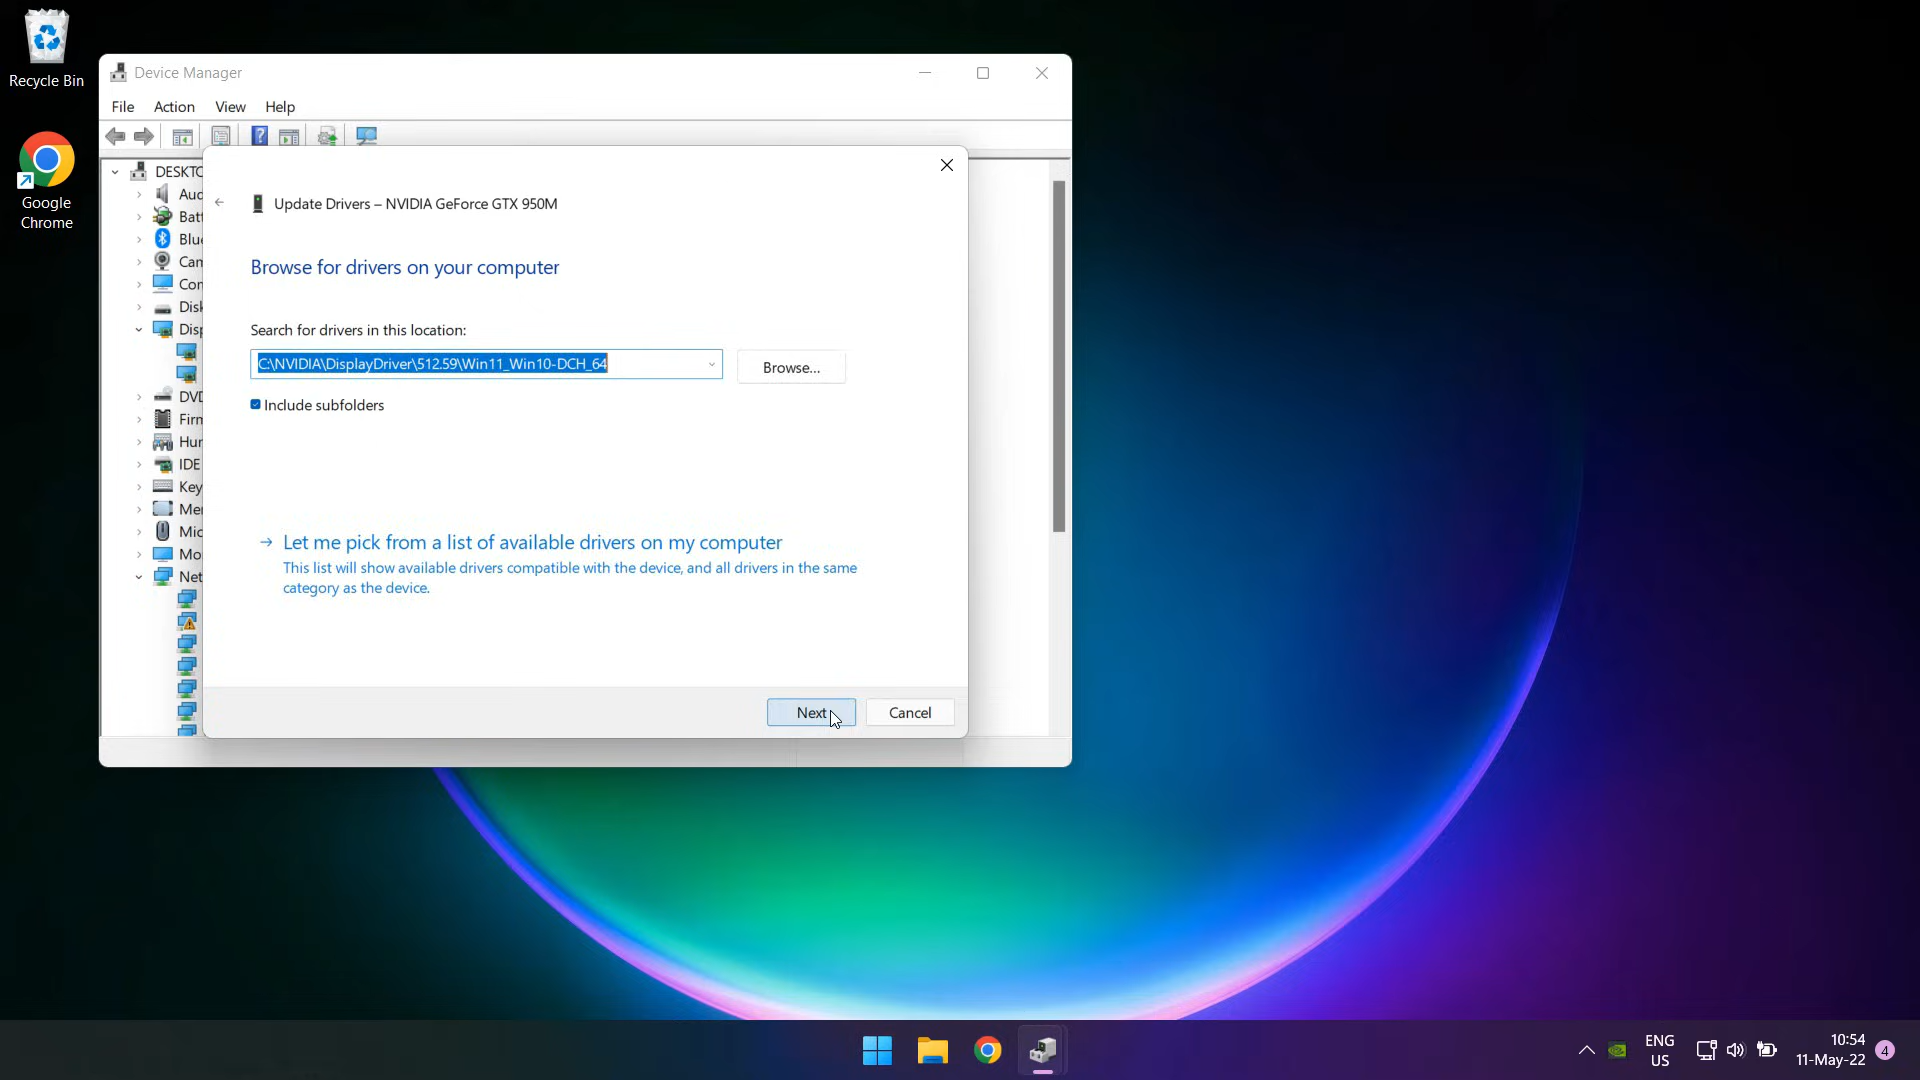 Recycle Bin
Google
Chrome
Device Manager
File Action View Help
DESKTO
Aud
Batt
Blue
Cam
Com
Disk
Disp
DVD
Firm
Hum
IDE
Key
Mem
Mic
Mo
Net
Update Drivers – NVIDIA GeForce GTX 950M
Browse for drivers on your computer
Search for drivers in this location:
C:\NVIDIA\DisplayDriver\512.59\Win11_Win10-DCH_64
Browse...
Include subfolders
Let me pick from a list of available drivers on my computer
This list will show available drivers compatible with the device, and all drivers in the same
category as the device.
Next
Cancel
ENG
US
10:54
11-May-22
4